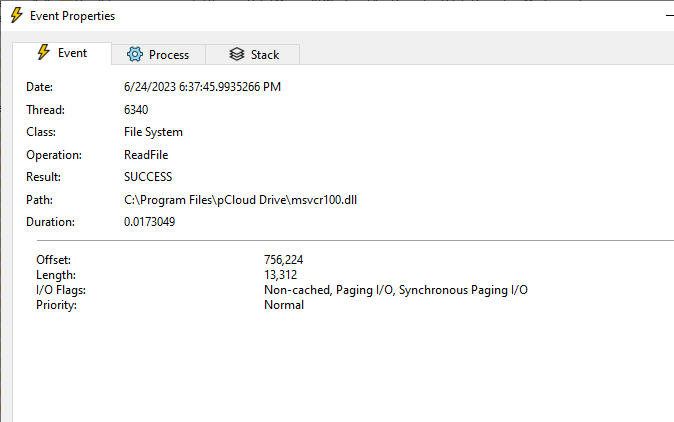 Event Properties
Event Process Stack
Date: 6/24/2023 6:37:45.9935266 PM
Thread: 6340
Class: File System
Operation: ReadFile
Result: SUCCESS
Path: C:\Program Files\pCloud Drive\msvcr100.dll
Duration: 0.0173049
Offset: 756,224
Length: 13,312
I/O Flags: Non-cached, Paging I/O, Synchronous Paging I/O
Priority: Normal